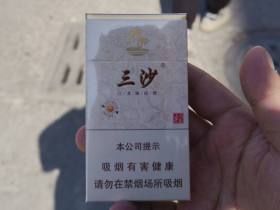 三沙
本公司提示
吸烟有害健康
请勿在禁烟场所吸烟